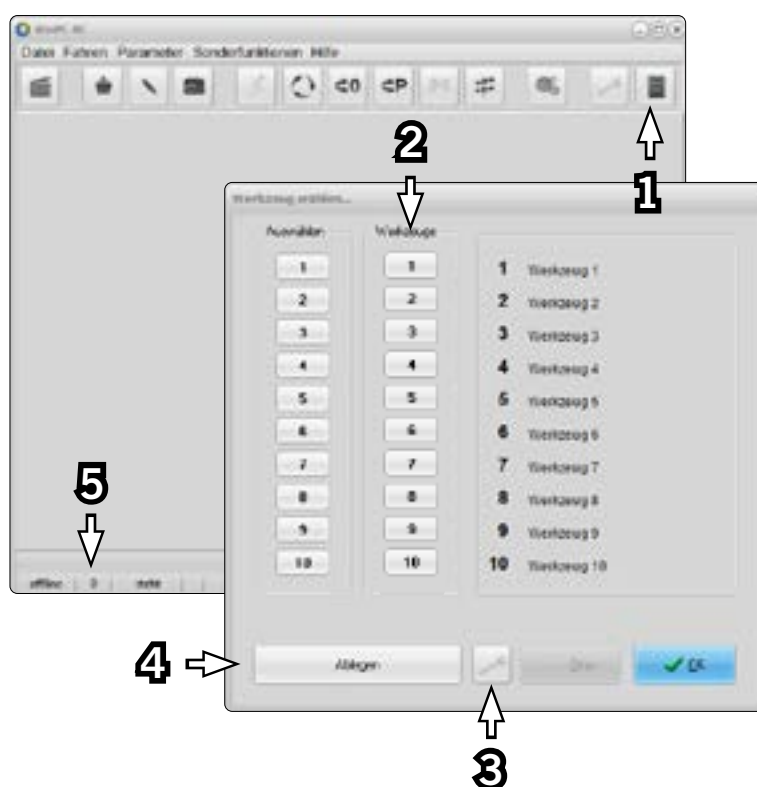 Datei Fahren Parameter Sonderfunktionen Hilfe
C0 CP
1
2
Werkzeug wählen...
Auswählen Werkzeuge
1 1 1 Werkzeug 1
2 2 2 Werkzeug 2
3 3 3 Werkzeug 3
4 4 4 Werkzeug 4
5 5 5 Werkzeug 5
6 6 6 Werkzeug 6
7 7 7 Werkzeug 7
8 8 8 Werkzeug 8
9 9 9 Werkzeug 9
10 10 10 Werkzeug 10
5
offline 0
4
Ablegen OK
3